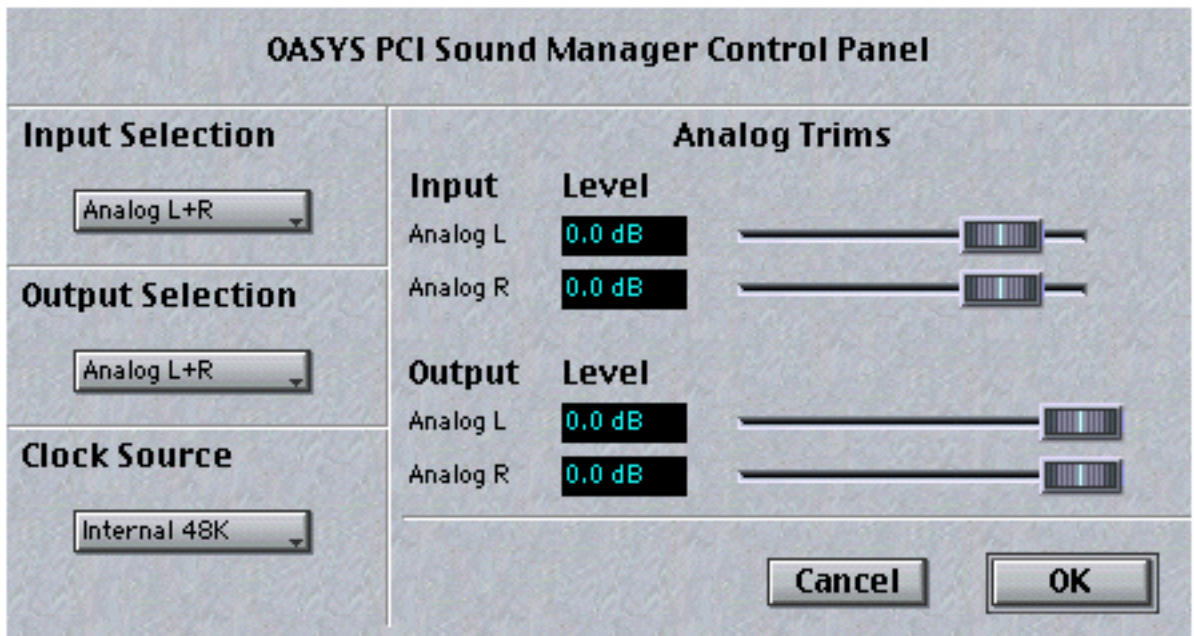 OASYS PCI Sound Manager Control Panel
Input Selection
Analog L+R
Output Selection
Analog L+R
Clock Source
Internal 48K
Analog Trims
Input Level
Analog L 0.0 dB
Analog R 0.0 dB
Output Level
Analog L 0.0 dB
Analog R 0.0 dB
Cancel OK